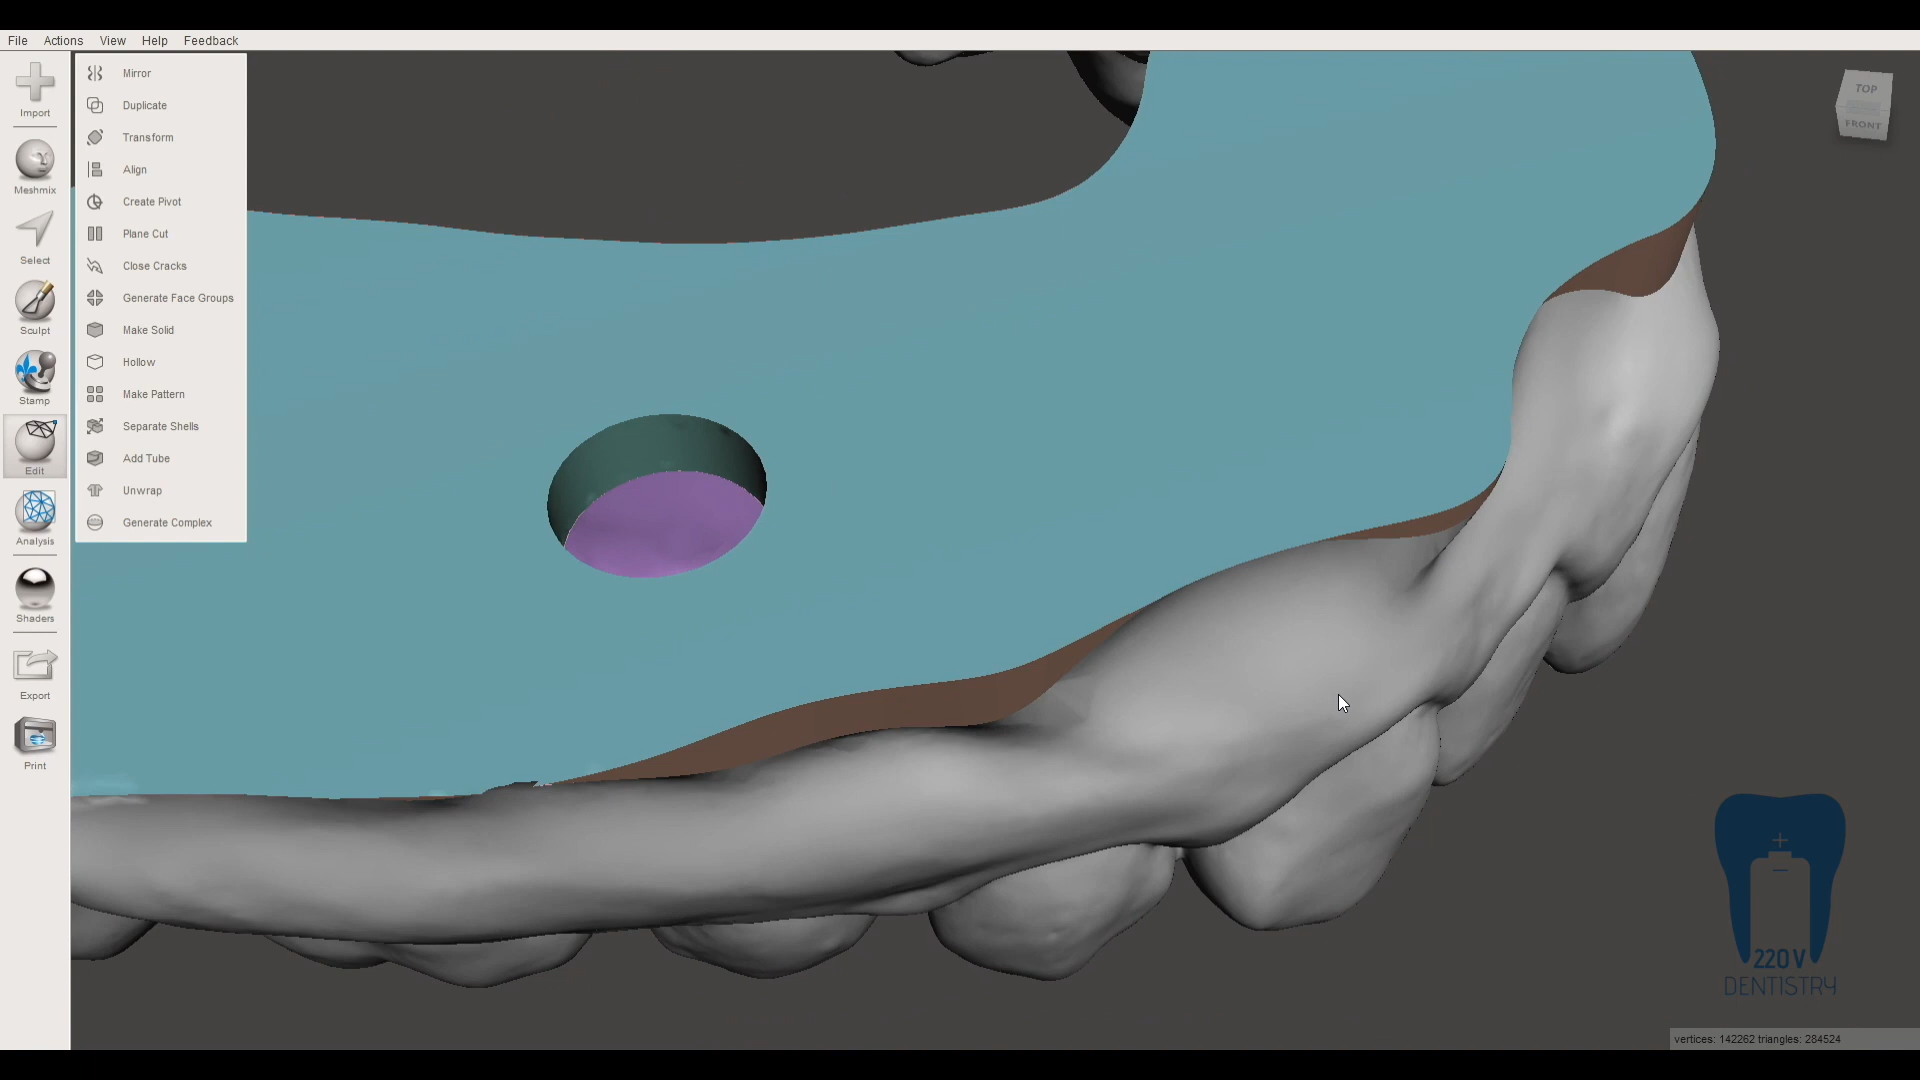 File Actions View Help Feedback
Import
Meshmix
Select
Sculpt
Stamp
Edit
Analysis
Shaders
Export
Print
Mirror
Duplicate
Transform
Align
Create Pivot
Plane Cut
Close Cracks
Generate Face Groups
Make Solid
Hollow
Make Pattern
Separate Shells
Add Tube
Unwrap
Generate Complex
TOP
FRONT
220V
DENTISTRY
vertices: 142262 triangles: 284524